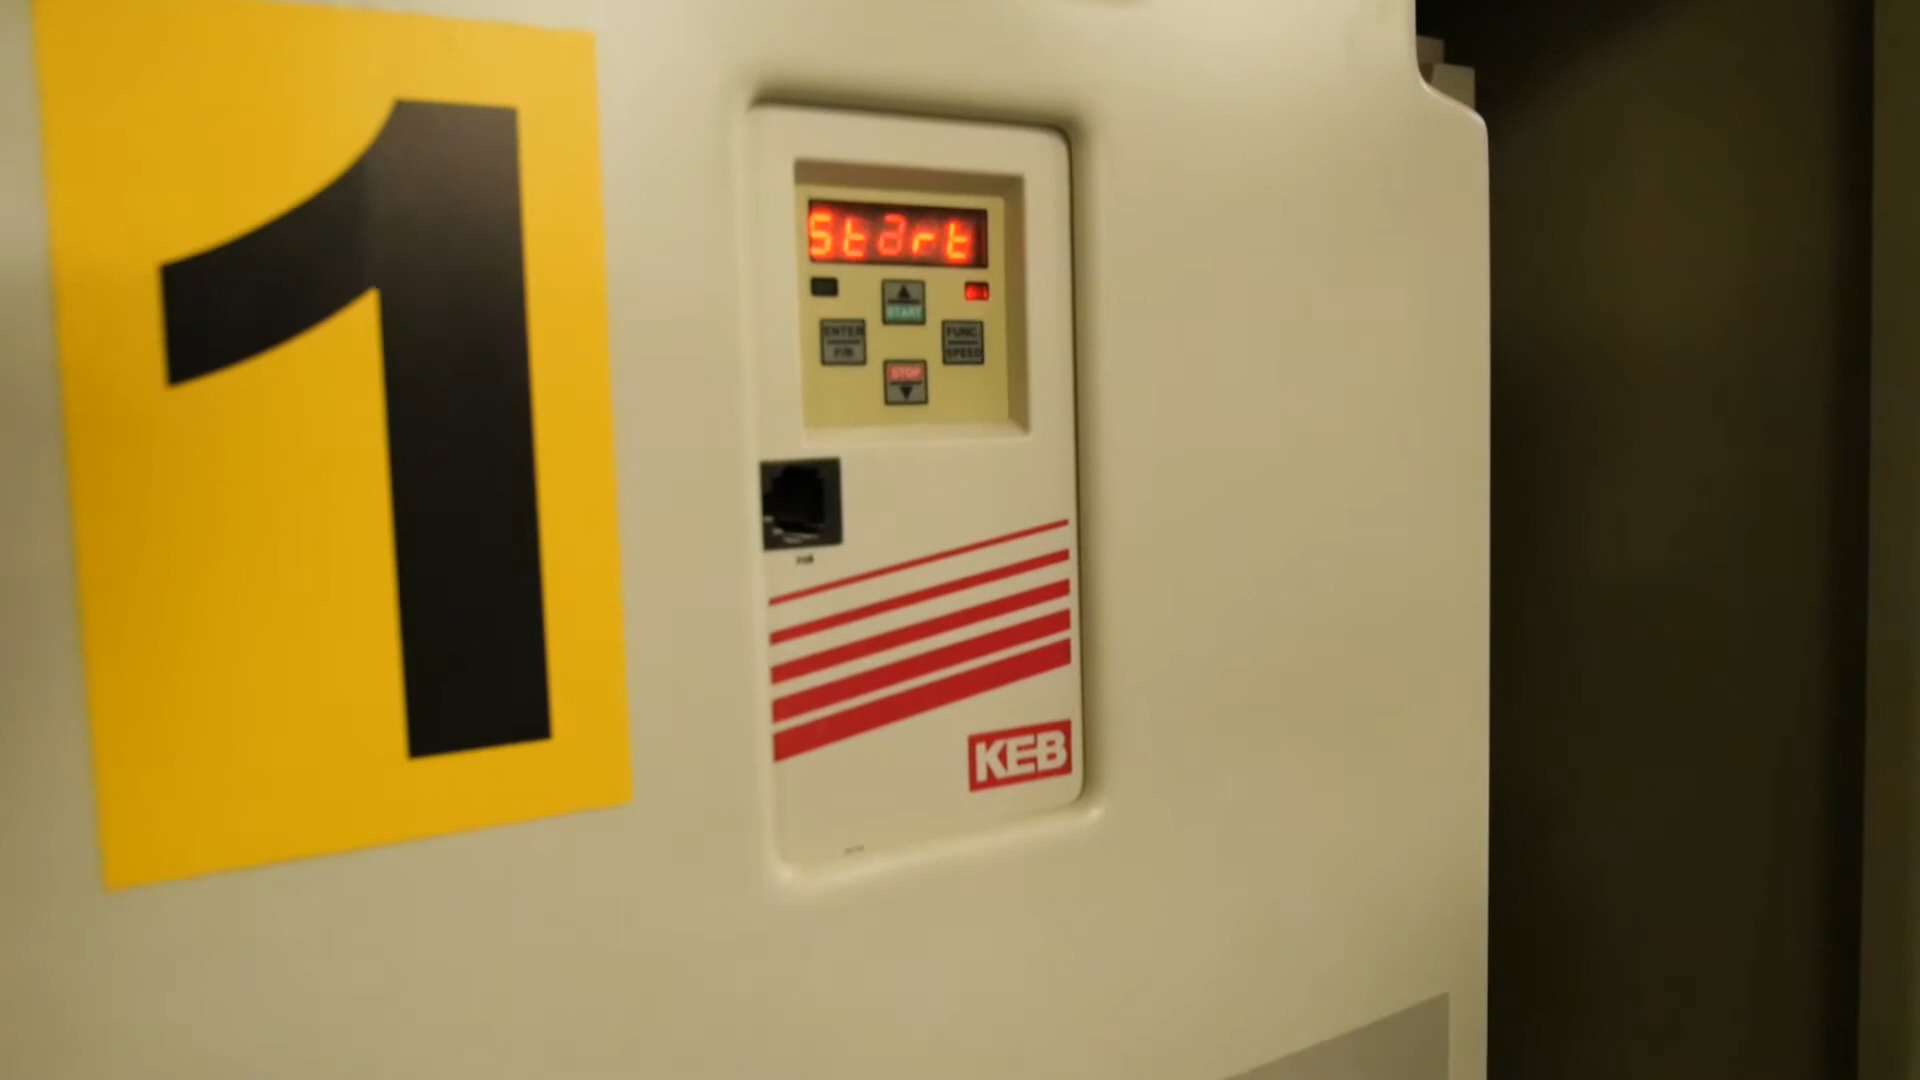 1
Start
START
ENTER
F/R
FUNC.
SPEED
STOP
KEB